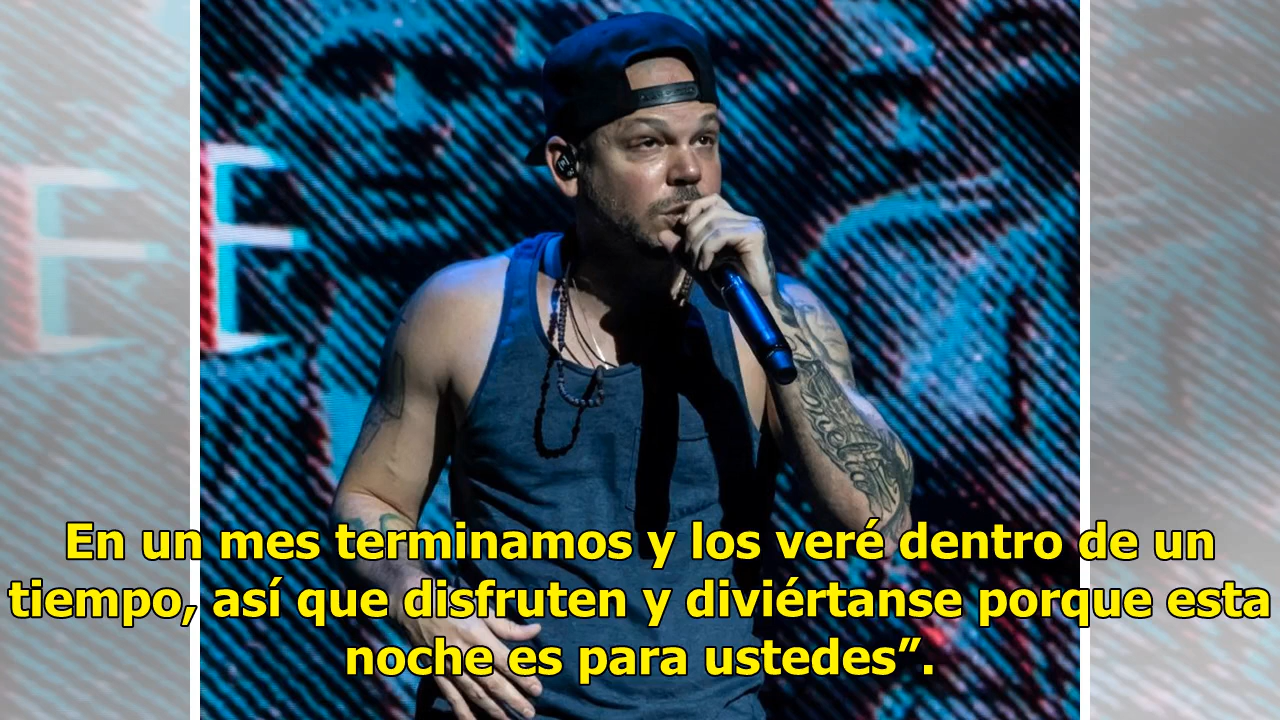 E
E
En un mes terminamos y los veré dentro de un
tiempo, así que disfruten y diviértanse porque esta
noche es para ustedes”.